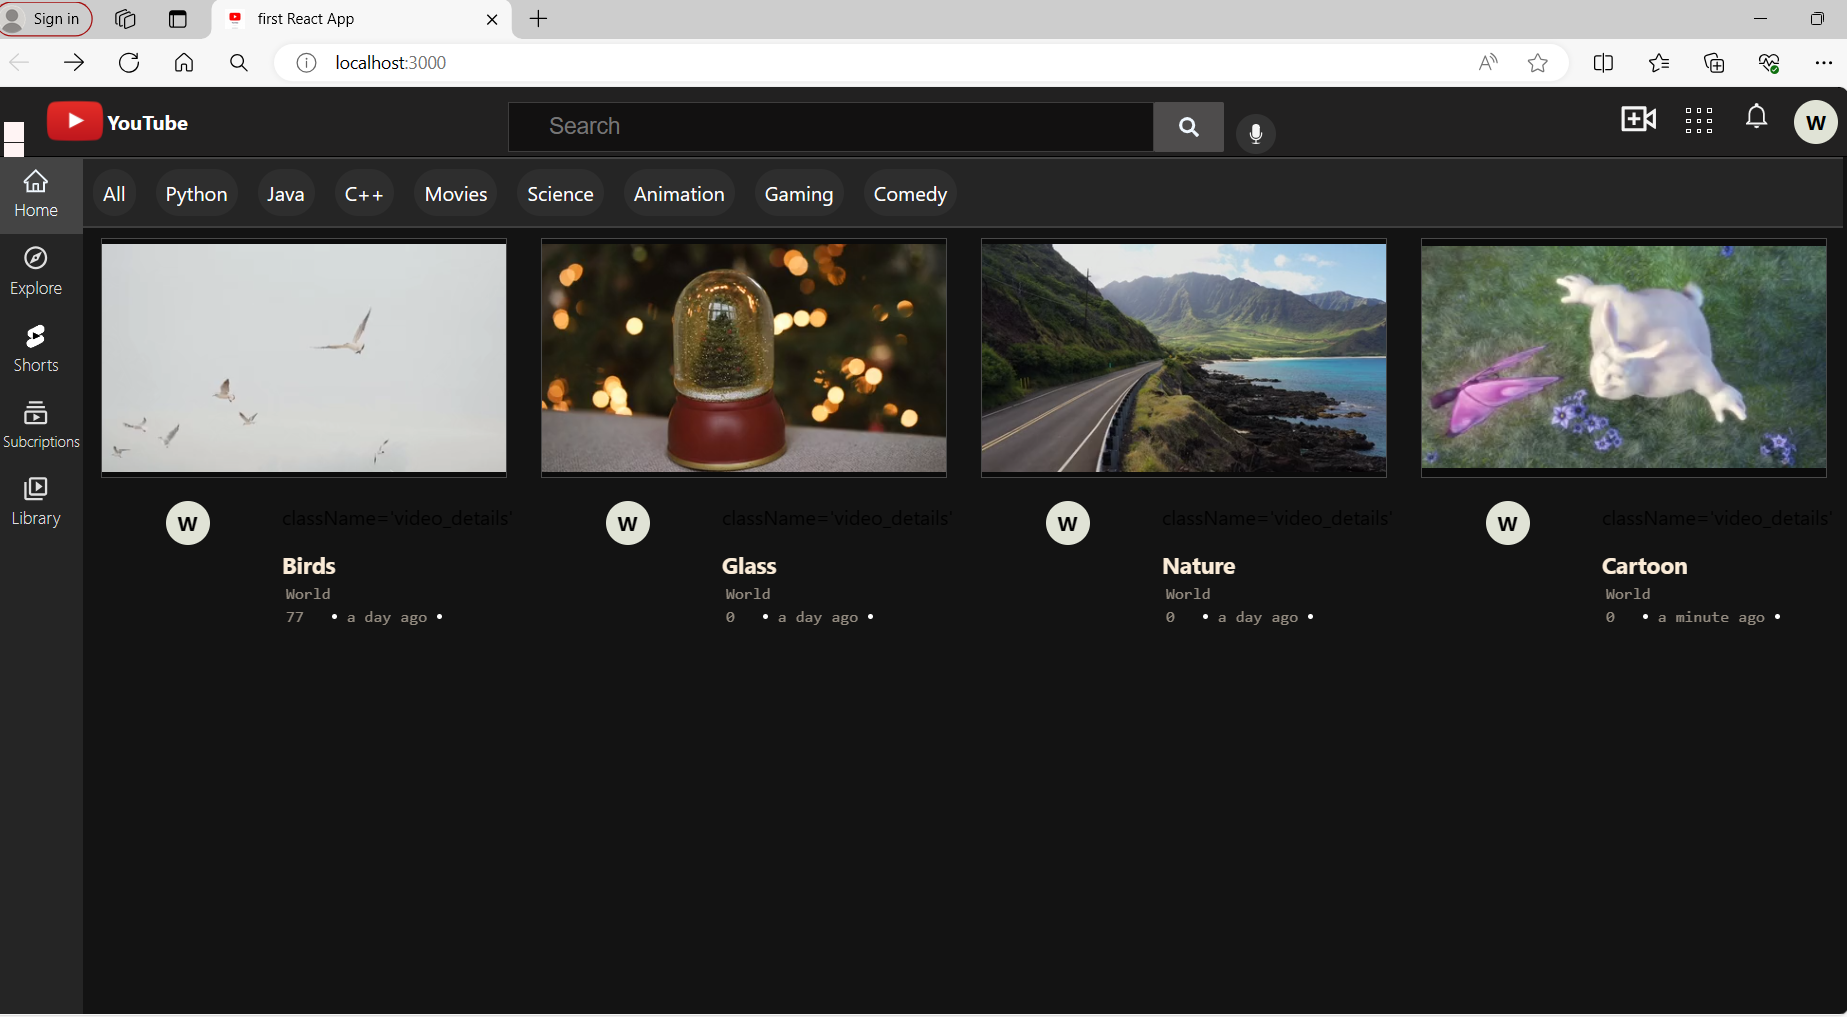 Sign in
first React App
localhost:3000
YouTube
Search
W
Home
Explore
Shorts
Subcriptions
Library
All Python Java C++ Movies Science Animation Gaming Comedy
W className='video_details'
Birds
World
77 • a day ago •
W className='video_details'
Glass
World
0 • a day ago •
W className='video_details'
Nature
World
0 • a day ago •
W className='video_details'
Cartoon
World
0 • a minute ago •